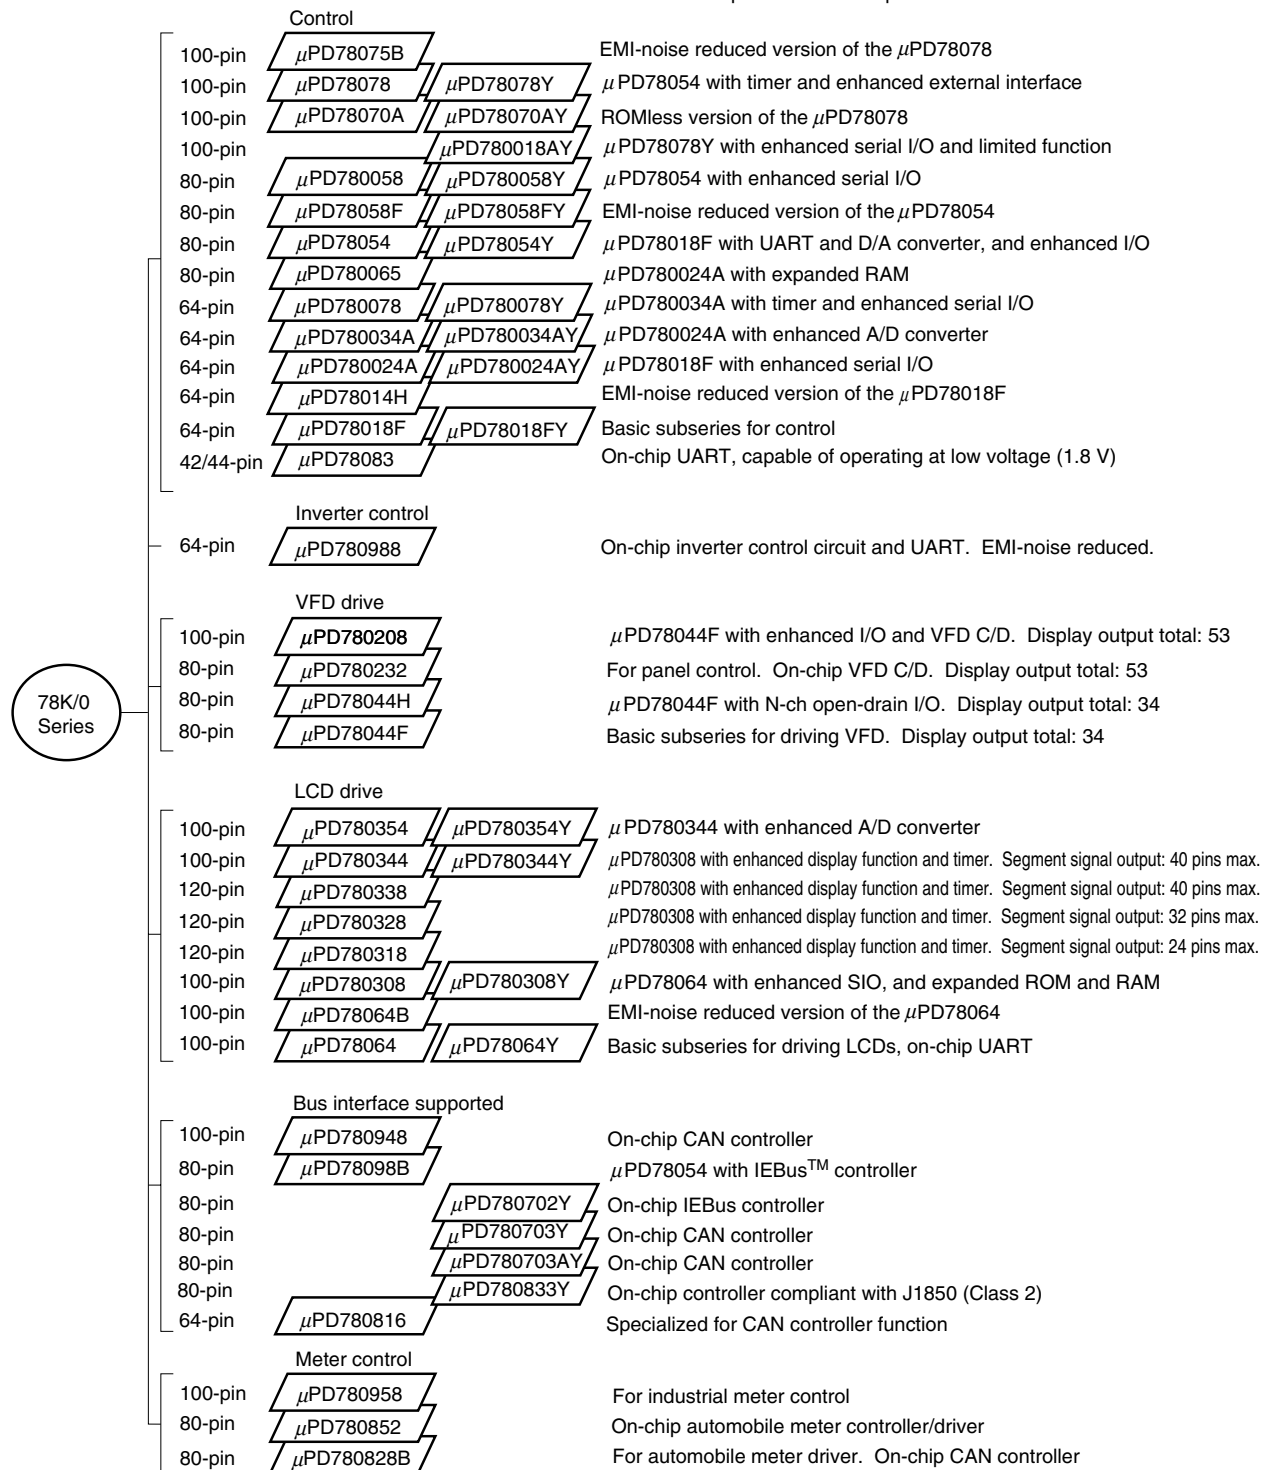 Control
100-pin μPD78075B EMI-noise reduced version of the μPD78078
100-pin μPD78078 μPD78078Y μPD78054 with timer and enhanced external interface
100-pin μPD78070A μPD78070AY ROMless version of the μPD78078
100-pin μPD780018AY μPD78078Y with enhanced serial I/O and limited function
80-pin μPD780058 μPD780058Y μPD78054 with enhanced serial I/O
80-pin μPD78058F μPD78058FY EMI-noise reduced version of the μPD78054
80-pin μPD78054 μPD78054Y μPD78018F with UART and D/A converter, and enhanced I/O
80-pin μPD780065 μPD780024A with expanded RAM
64-pin μPD780078 μPD780078Y μPD780034A with timer and enhanced serial I/O
64-pin μPD780034A μPD780034AY μPD780024A with enhanced A/D converter
64-pin μPD780024A μPD780024AY μPD78018F with enhanced serial I/O
64-pin μPD78014H EMI-noise reduced version of the μPD78018F
64-pin μPD78018F μPD78018FY Basic subseries for control
42/44-pin μPD78083 On-chip UART, capable of operating at low voltage (1.8 V)
Inverter control
64-pin μPD780988 On-chip inverter control circuit and UART. EMI-noise reduced.
VFD drive
100-pin μPD780208 μPD78044F with enhanced I/O and VFD C/D. Display output total: 53
80-pin μPD780232 For panel control. On-chip VFD C/D. Display output total: 53
80-pin μPD78044H μPD78044F with N-ch open-drain I/O. Display output total: 34
80-pin μPD78044F Basic subseries for driving VFD. Display output total: 34
78K/0
Series
LCD drive
100-pin μPD780354 μPD780354Y μPD780344 with enhanced A/D converter
100-pin μPD780344 μPD780344Y μPD780308 with enhanced display function and timer. Segment signal output: 40 pins max.
120-pin μPD780338 μPD780308 with enhanced display function and timer. Segment signal output: 40 pins max.
120-pin μPD780328 μPD780308 with enhanced display function and timer. Segment signal output: 32 pins max.
120-pin μPD780318 μPD780308 with enhanced display function and timer. Segment signal output: 24 pins max.
100-pin μPD780308 μPD780308Y μPD78064 with enhanced SIO, and expanded ROM and RAM
100-pin μPD78064B EMI-noise reduced version of the μPD78064
100-pin μPD78064 μPD78064Y Basic subseries for driving LCDs, on-chip UART
Bus interface supported
100-pin μPD780948 On-chip CAN controller
80-pin μPD78098B μPD78054 with IEBus™ controller
80-pin μPD780702Y On-chip IEBus controller
80-pin μPD780703Y On-chip CAN controller
80-pin μPD780703AY On-chip CAN controller
80-pin μPD780833Y On-chip controller compliant with J1850 (Class 2)
64-pin μPD780816 Specialized for CAN controller function
Meter control
100-pin μPD780958 For industrial meter control
80-pin μPD780852 On-chip automobile meter controller/driver
80-pin μPD780828B For automobile meter driver. On-chip CAN controller